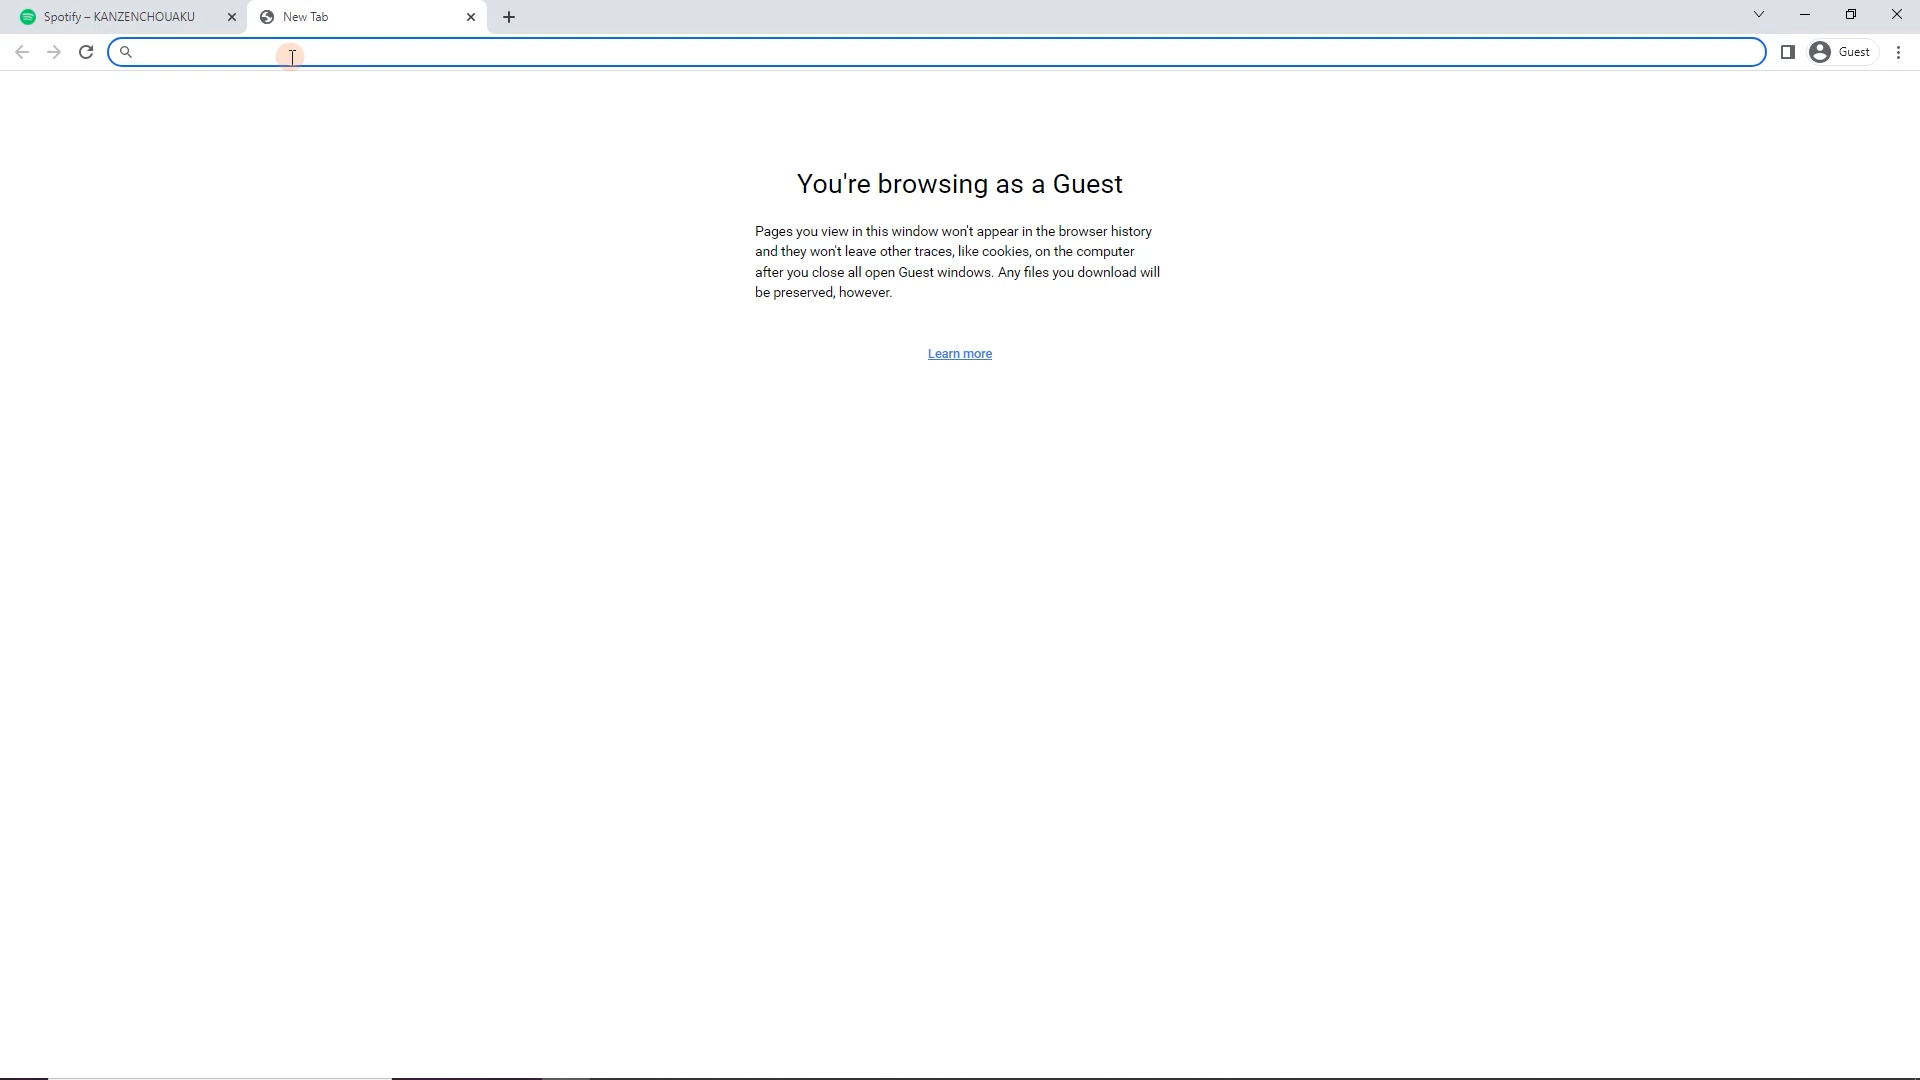 Spotify – KANZENCHOUAKU
New Tab
Guest
You're browsing as a Guest
Pages you view in this window won't appear in the browser history
and they won't leave other traces, like cookies, on the computer
after you close all open Guest windows. Any files you download will
be preserved, however.
Learn more